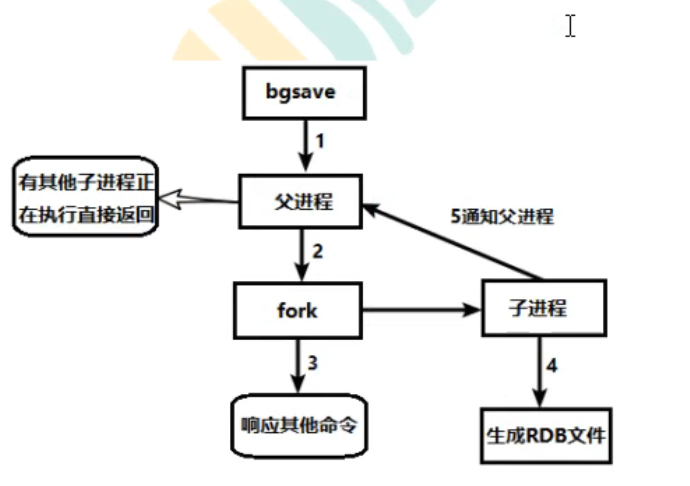 bgsave
1
有其他子进程正
在执行直接返回
父进程
5通知父进程
2
fork
子进程
3
4
响应其他命令
生成RDB文件